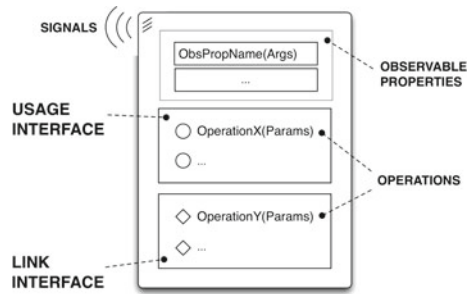 SIGNALS
ObsPropName(Args)
...
OBSERVABLE
PROPERTIES
USAGE
INTERFACE
OperationX(Params)
...
OPERATIONS
OperationY(Params)
...
LINK
INTERFACE